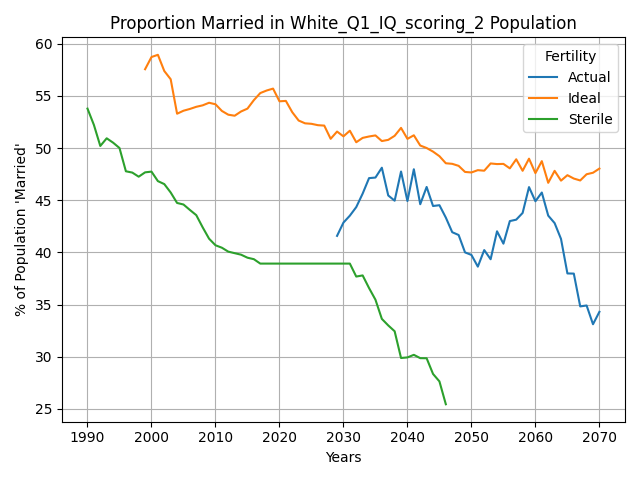 Proportion Married in White_Q1_IQ_scoring_2 Population
% of Population 'Married'
60
55
50
45
40
35
30
25
Fertility
Actual
Ideal
Sterile
1990 2000 2010 2020 2030 2040 2050 2060 2070
Years